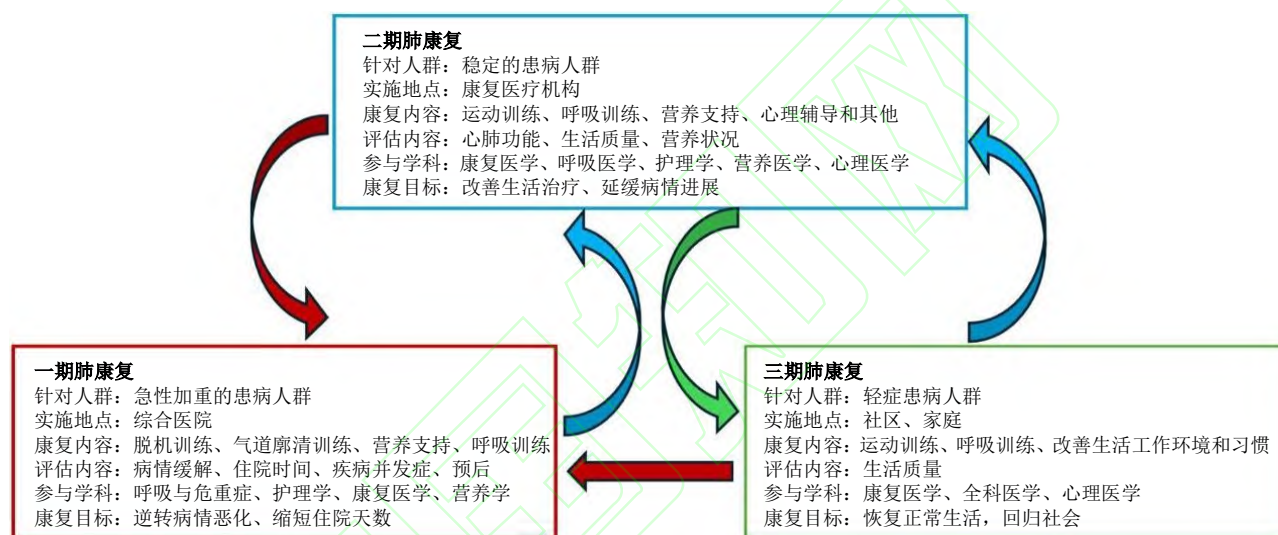 二期肺康复
针对人群：稳定的患病人群
实施地点：康复医疗机构
康复内容：运动训练、呼吸训练、营养支持、心理辅导和其他
评估内容：心肺功能、生活质量、营养状况
参与学科：康复医学、呼吸医学、护理学、营养医学、心理医学
康复目标：改善生活治疗、延缓病情进展
一期肺康复
针对人群：急性加重的患病人群
实施地点：综合医院
康复内容：脱机训练、气道廓清训练、营养支持、呼吸训练
评估内容：病情缓解、住院时间、疾病并发症、预后
参与学科：呼吸与危重症、护理学、康复医学、营养学
康复目标：逆转病情恶化、缩短住院天数
三期肺康复
针对人群：轻症患病人群
实施地点：社区、家庭
康复内容：运动训练、呼吸训练、改善生活工作环境和习惯
评估内容：生活质量
参与学科：康复医学、全科医学、心理医学
康复目标：恢复正常生活，回归社会